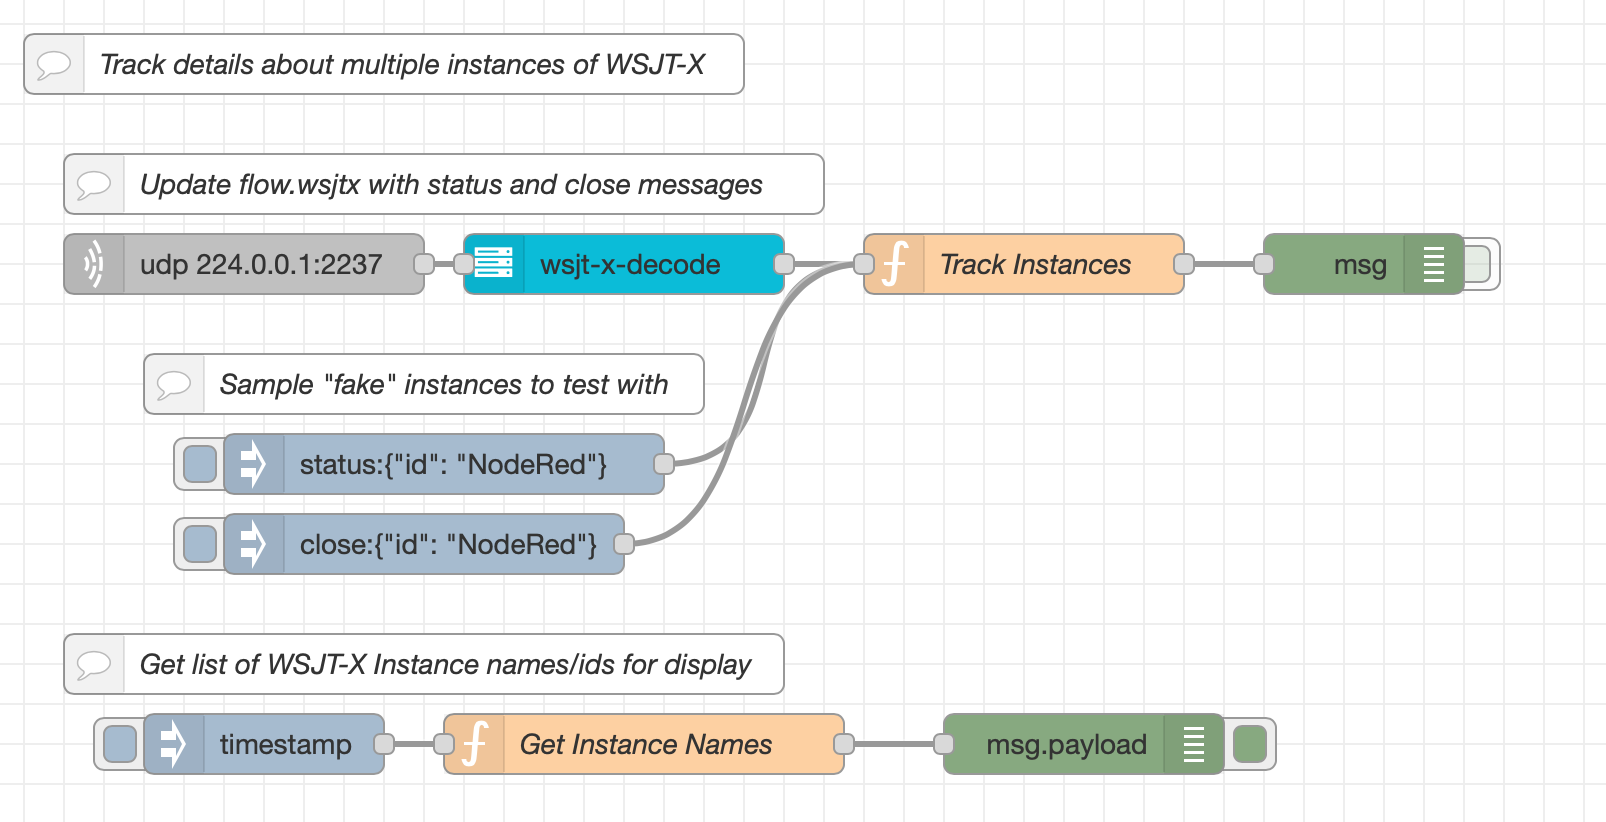 Track details about multiple instances of WSJT-X
Update flow.wsjtx with status and close messages
udp 224.0.0.1:2237
wsjt-x-decode
Track Instances
msg
Sample "fake" instances to test with
status:{"id": "NodeRed"}
close:{"id": "NodeRed"}
Get list of WSJT-X Instance names/ids for display
timestamp
Get Instance Names
msg.payload